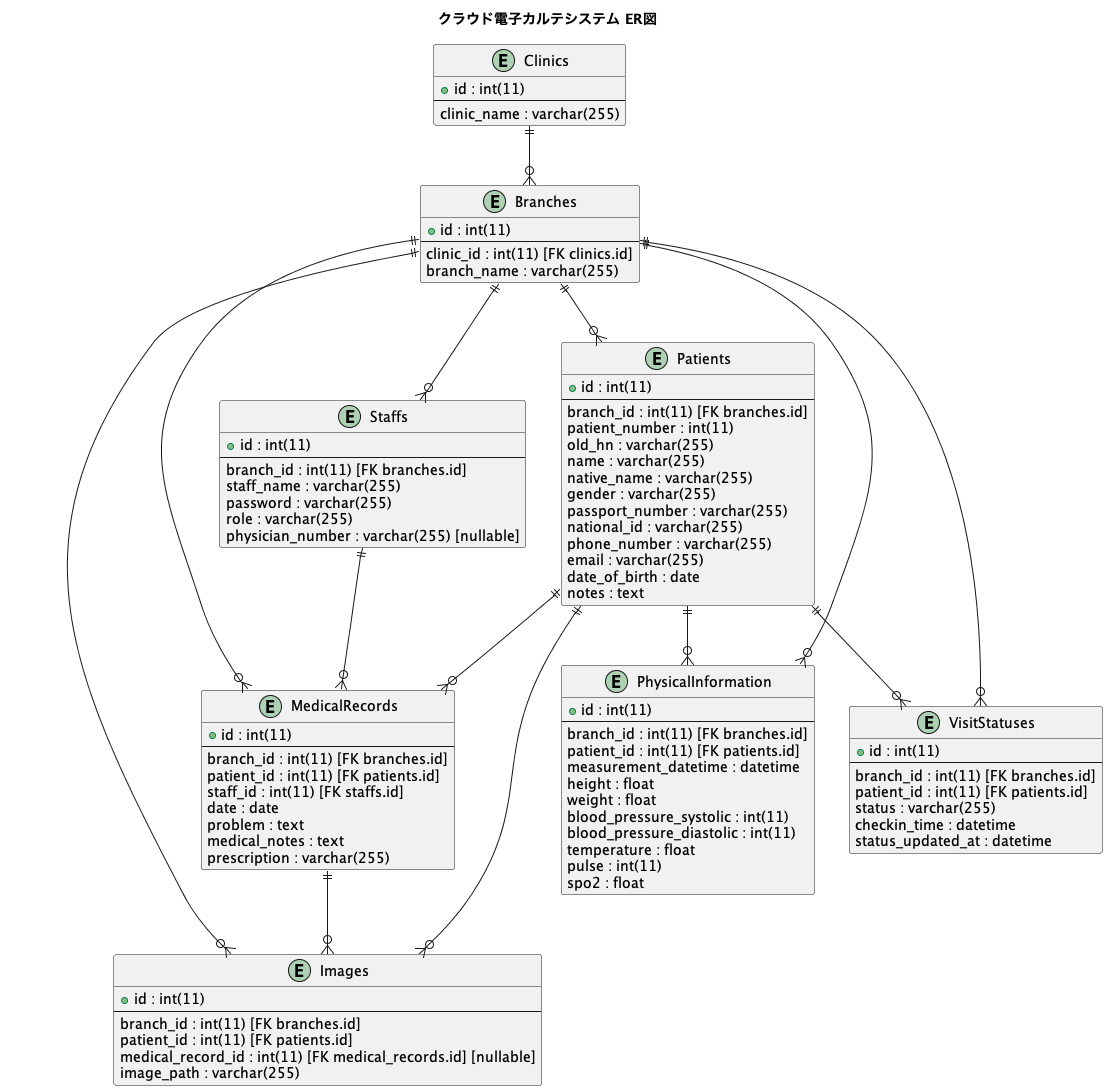 クラウド電子カルテシステム ER図
E Clinics
id : int(11)
clinic_name : varchar(255)
E Branches
id : int(11)
clinic_id : int(11) [FK clinics.id]
branch_name : varchar(255)
E Patients
id : int(11)
branch_id : int(11) [FK branches.id]
patient_number : int(11)
old_hn : varchar(255)
name : varchar(255)
native_name : varchar(255)
gender : varchar(255)
passport_number : varchar(255)
national_id : varchar(255)
phone_number : varchar(255)
email : varchar(255)
date_of_birth : date
notes : text
E Staffs
id : int(11)
branch_id : int(11) [FK branches.id]
staff_name : varchar(255)
password : varchar(255)
role : varchar(255)
physician_number : varchar(255) [nullable]
E MedicalRecords
id : int(11)
branch_id : int(11) [FK branches.id]
patient_id : int(11) [FK patients.id]
staff_id : int(11) [FK staffs.id]
date : date
problem : text
medical_notes : text
prescription : varchar(255)
E PhysicalInformation
id : int(11)
branch_id : int(11) [FK branches.id]
patient_id : int(11) [FK patients.id]
measurement_datetime : datetime
height : float
weight : float
blood_pressure_systolic : int(11)
blood_pressure_diastolic : int(11)
temperature : float
pulse : int(11)
spo2 : float
E VisitStatuses
id : int(11)
branch_id : int(11) [FK branches.id]
patient_id : int(11) [FK patients.id]
status : varchar(255)
checkin_time : datetime
status_updated_at : datetime
E Images
id : int(11)
branch_id : int(11) [FK branches.id]
patient_id : int(11) [FK patients.id]
medical_record_id : int(11) [FK medical_records.id] [nullable]
image_path : varchar(255)